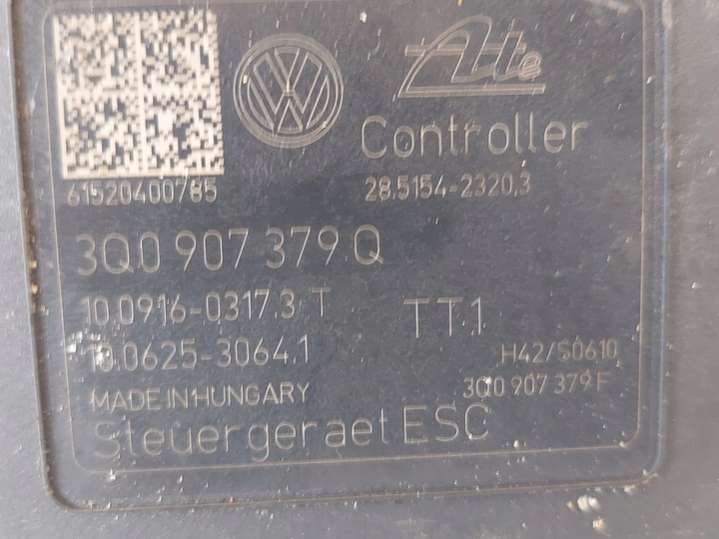 VW Ate
Controller
61520400785 28.5154-2320.3
3Q0 907 379 Q
10.0916-0317.3 T TT1
10.0625-3064.1 H42/S0610
MADE IN HUNGARY 3Q0 907 379 F
Steuergeraet ESC